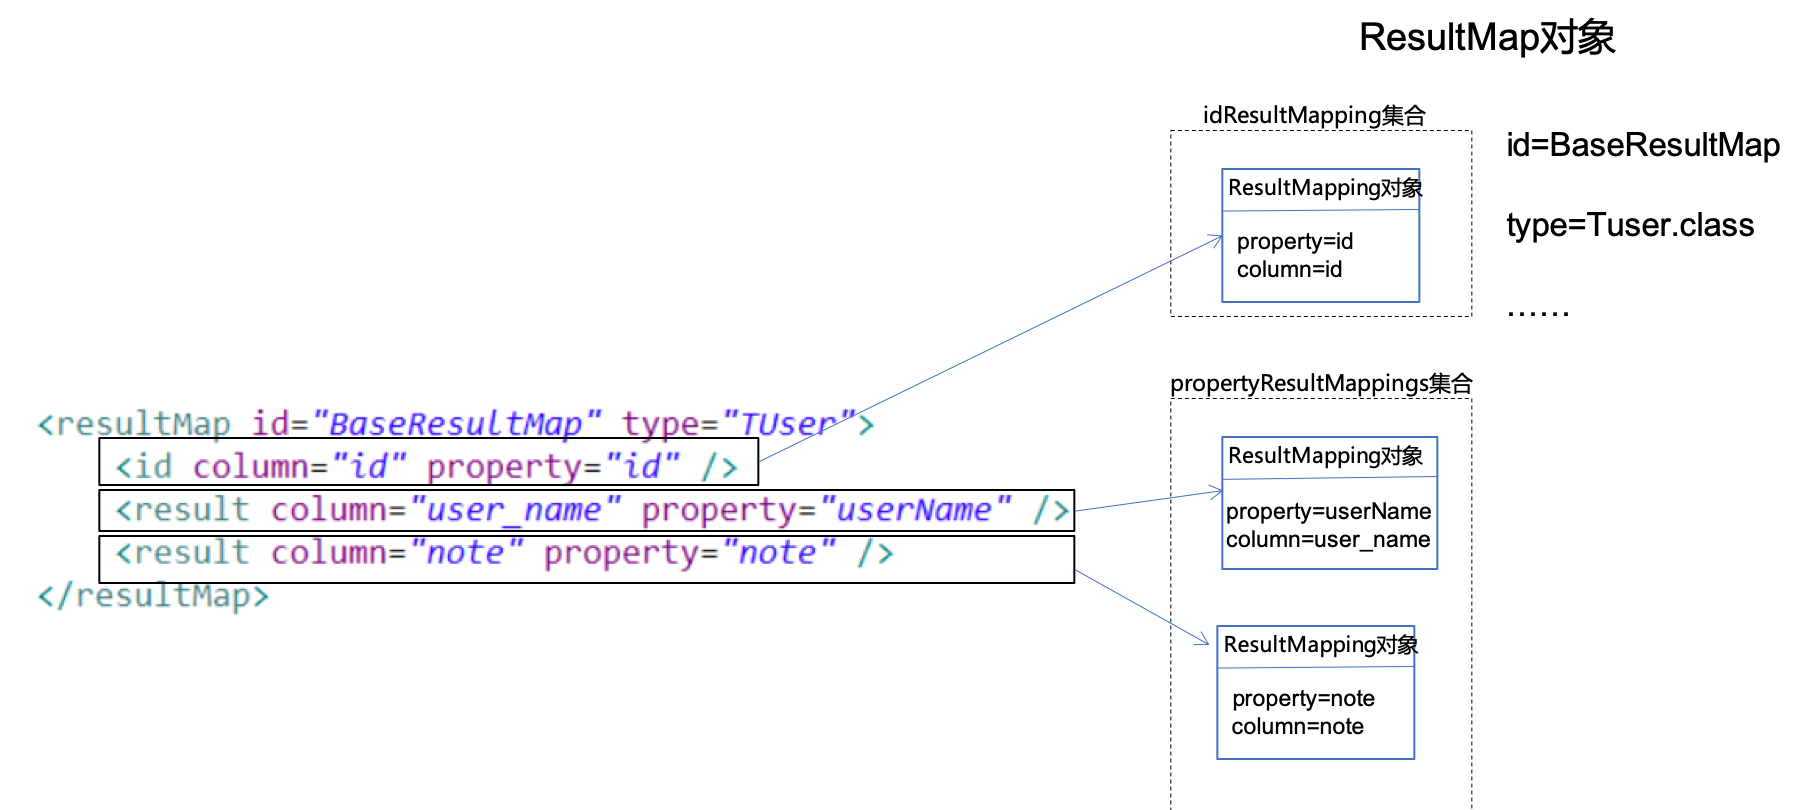 ResultMap对象
idResultMapping集合
ResultMapping对象
property=id
column=id
id=BaseResultMap
type=Tuser.class
......
propertyResultMappings集合
ResultMapping对象
property=userName
column=user_name
ResultMapping对象
property=note
column=note
<resultMap id="BaseResultMap" type="TUser">
<id column="id" property="id" />
<result column="user_name" property="userName" />
<result column="note" property="note" />
</resultMap>